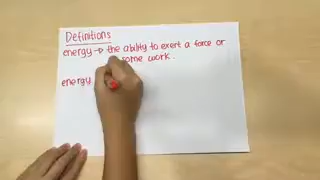 Definitions
energy → the ability to exert a force or
some work.
energy